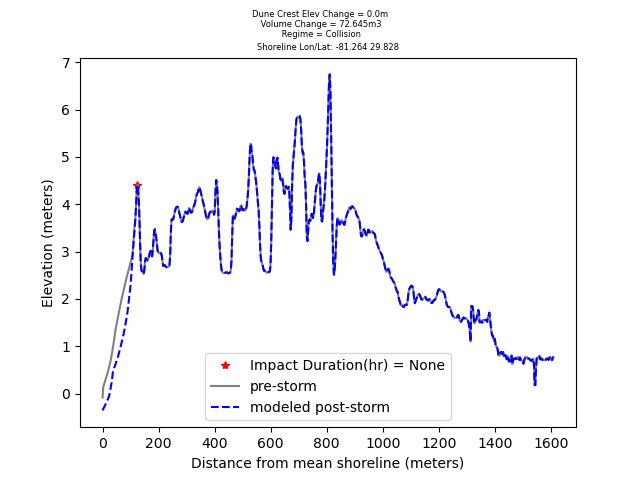 Dune Crest Elev Change = 0.0m
Volume Change = 72.645m3
Regime = Collision
Shoreline Lon/Lat: -81.264 29.828
7
6
5
4
3
2
1
0
Elevation (meters)
Impact Duration(hr) = None
pre-storm
modeled post-storm
0 200 400 600 800 1000 1200 1400 1600
Distance from mean shoreline (meters)